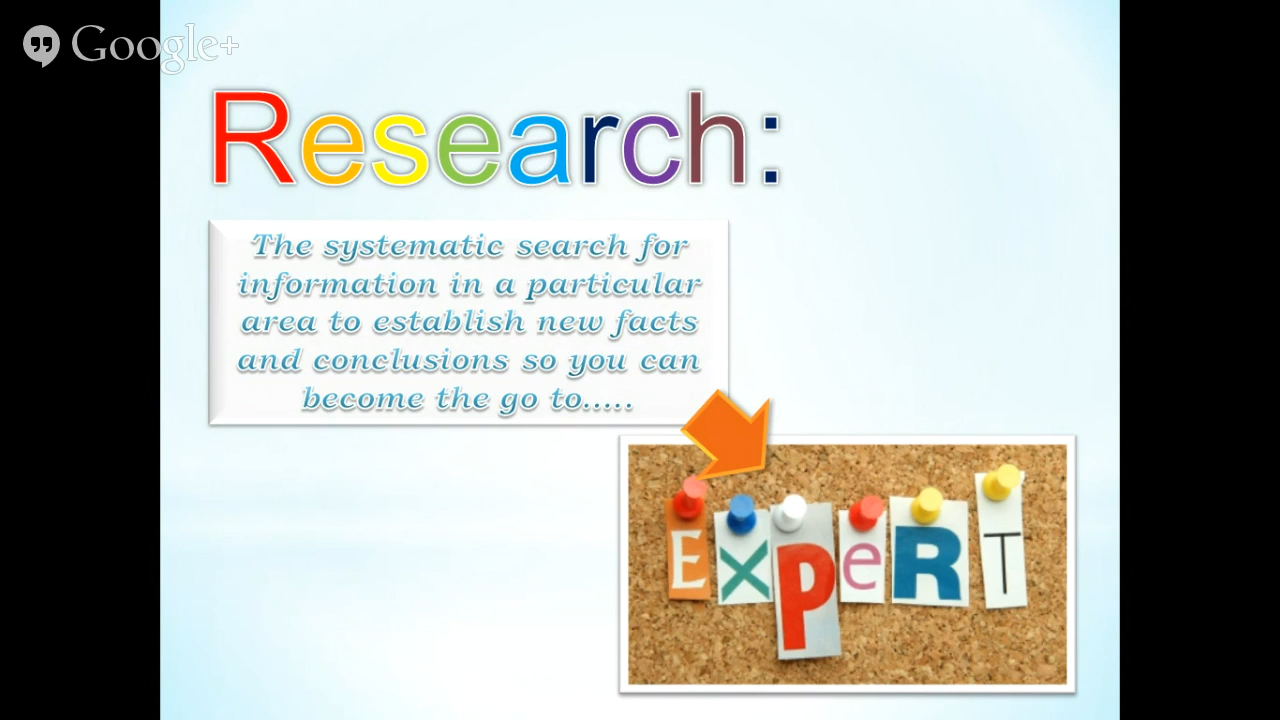 Google+
Research:
The systematic search for
information in a particular
area to establish new facts
and conclusions so you can
become the go to.....
ExPeRT